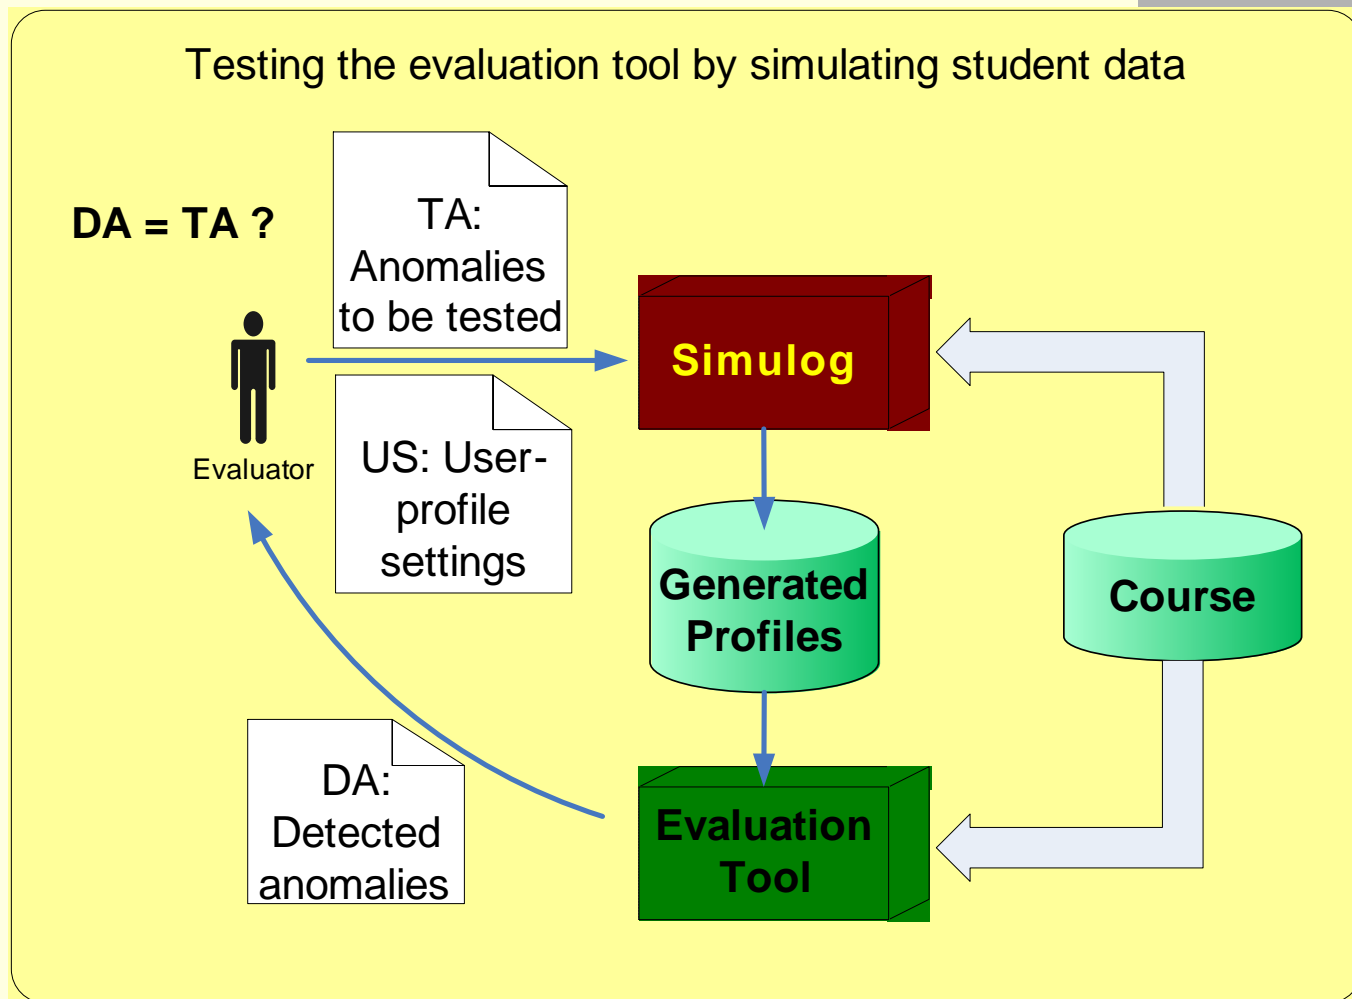 Testing the evaluation tool by simulating student data
DA = TA ?
TA:
Anomalies
to be tested
Simulog
Evaluator
US: User-
profile
settings
Generated
Profiles
Course
DA:
Detected
anomalies
Evaluation
Tool